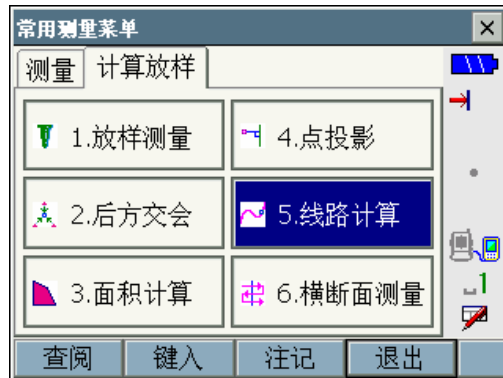 常用测量菜单
测量 计算放样
1.放样测量 4.点投影
2.后方交会 5.线路计算
3.面积计算 6.横断面测量
1
查阅 键入 注记 退出